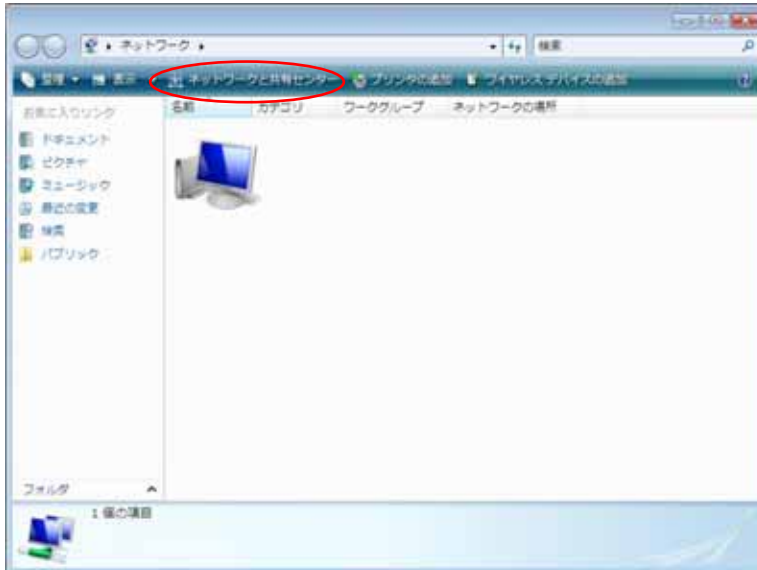 ネットワーク
検索
整理 表示 ネットワークと共有センター プリンタの追加 ワイヤレス デバイスの追加
お気に入りリンク
名前 カテゴリ ワークグループ ネットワークの場所
ドキュメント
ピクチャ
ミュージック
最近の変更
検索
パブリック
フォルダ
1 個の項目